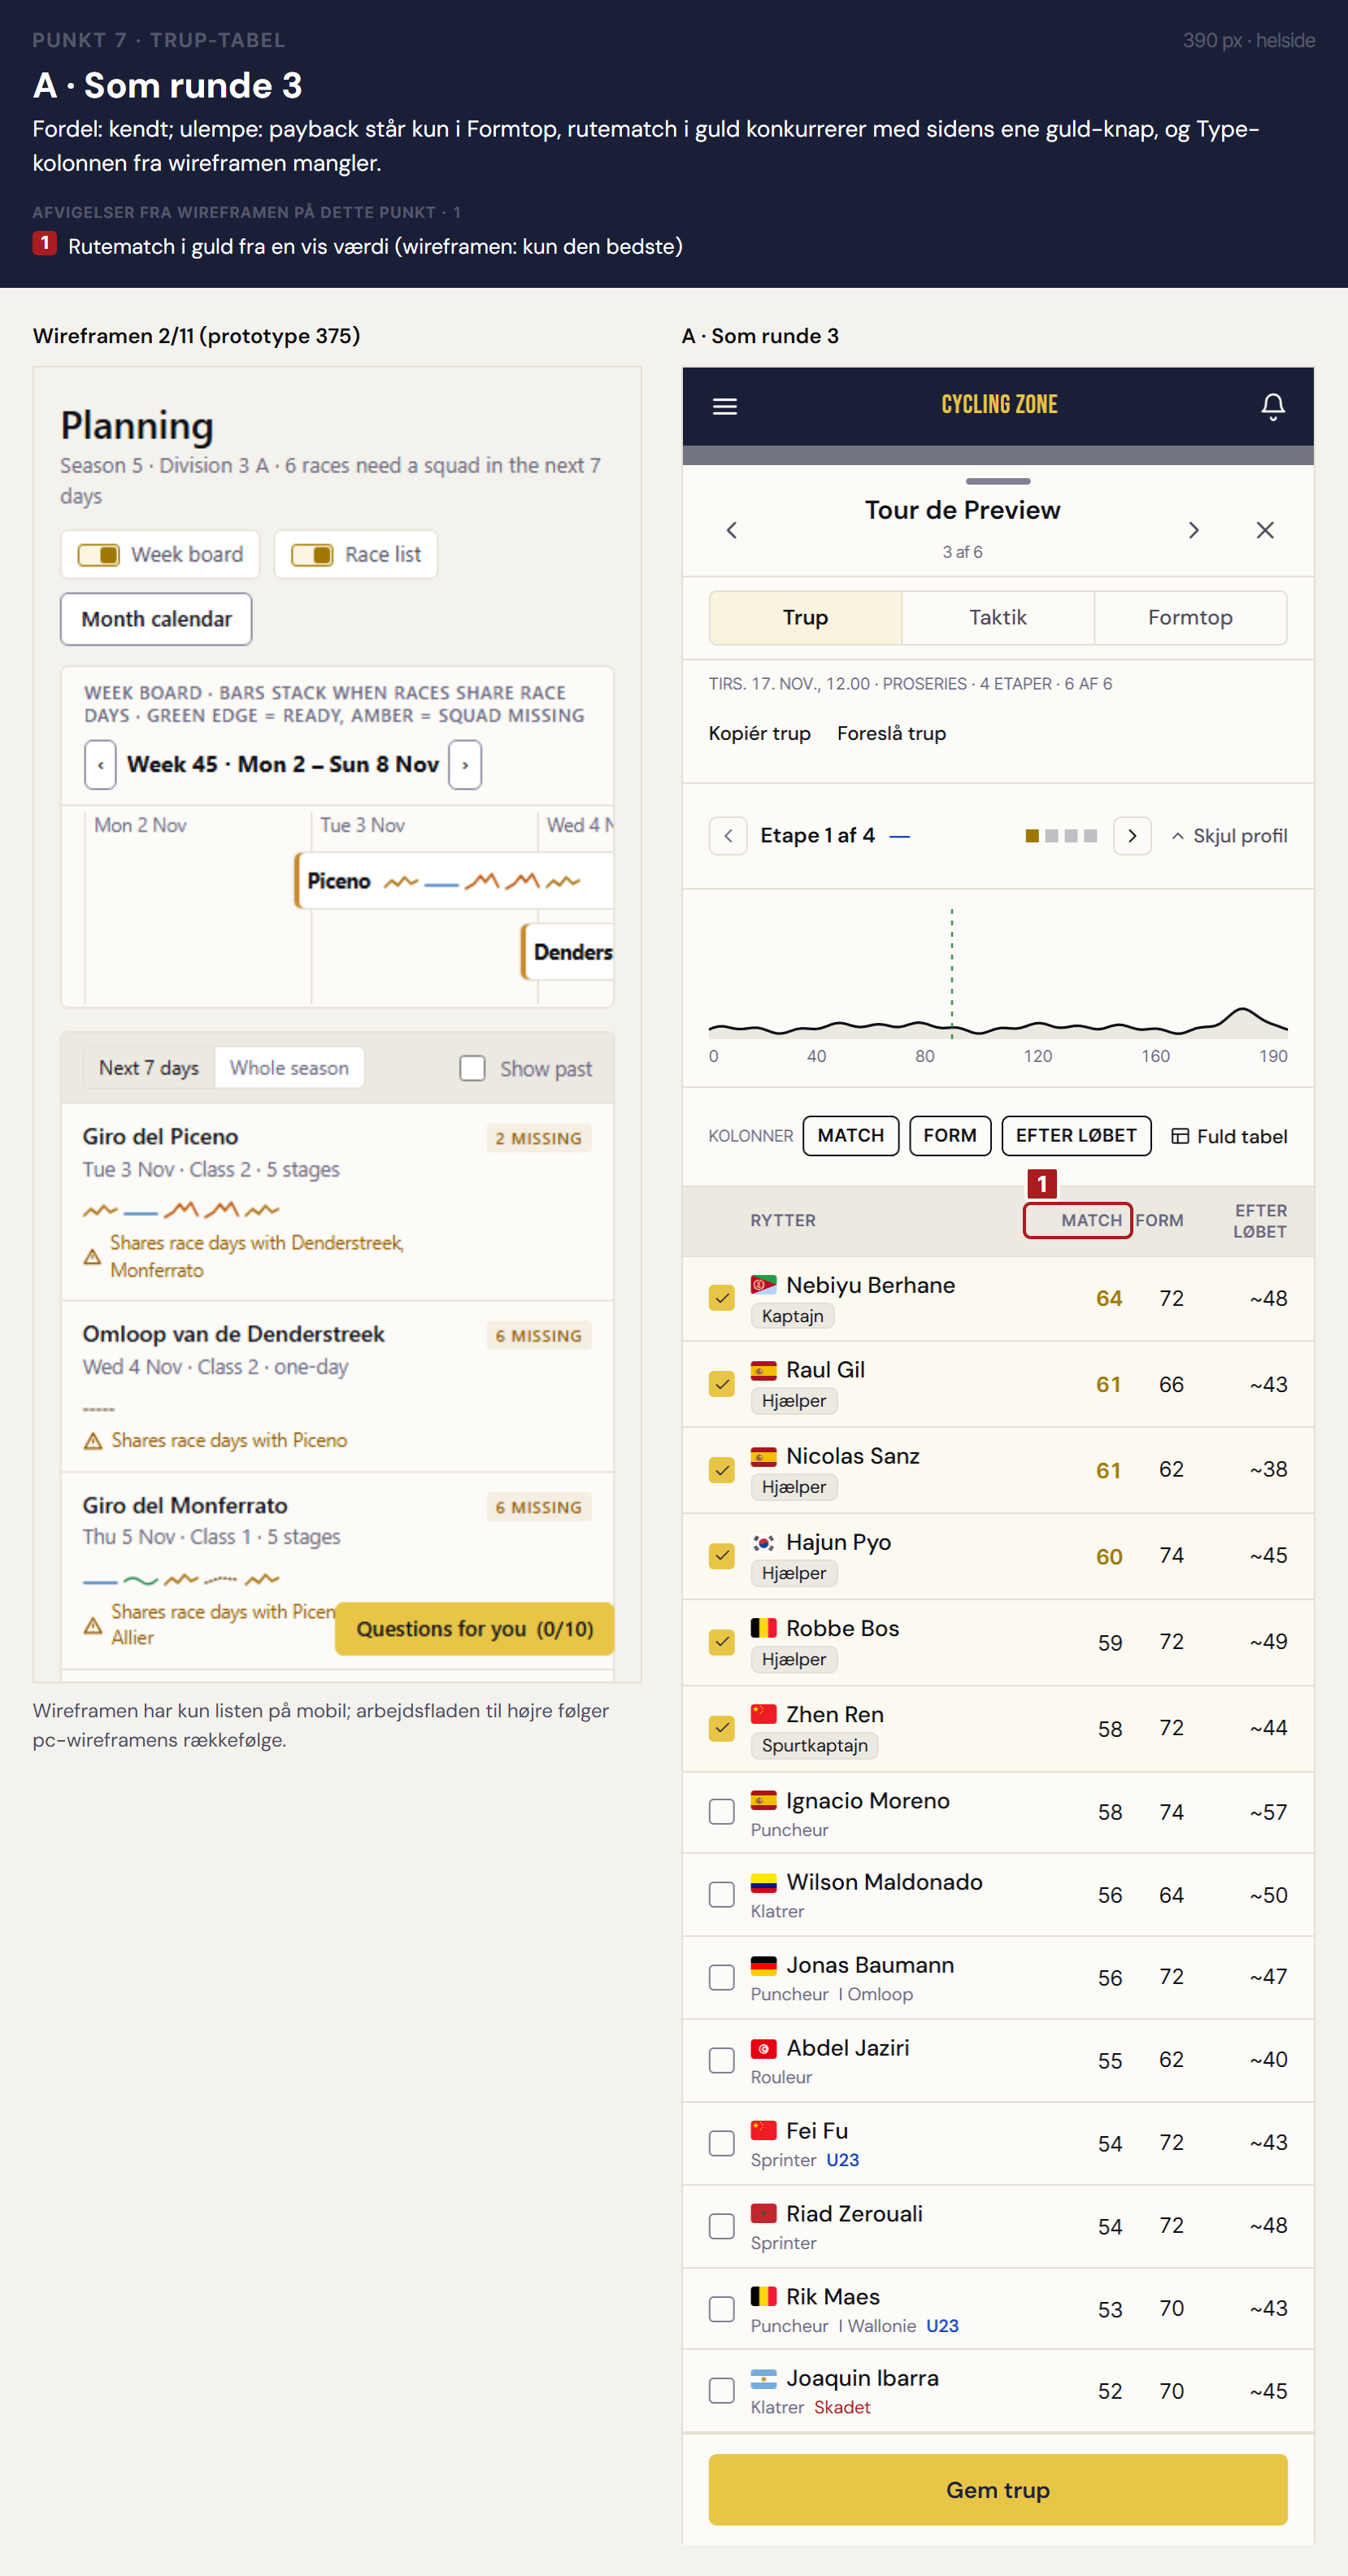 PUNKT 7 · TRUP-TABEL
390 px · helside
A · Som runde 3
Fordel: kendt; ulempe: payback står kun i Formtop, rutematch i guld konkurrerer med sidens ene guld-knap, og Type-
kolonnen fra wireframen mangler.
AFVIGELSER FRA WIREFRAMEN PÅ DETTE PUNKT · 1
1 Rutematch i guld fra en vis værdi (wireframen: kun den bedste)
Wireframen 2/11 (prototype 375)
Planning
Season 5 · Division 3 A · 6 races need a squad in the next 7
days
Week board Race list
Month calendar
WEEK BOARD · BARS STACK WHEN RACES SHARE RACE
DAYS · GREEN EDGE = READY, AMBER = SQUAD MISSING
‹ Week 45 · Mon 2 – Sun 8 Nov ›
Mon 2 Nov Tue 3 Nov Wed 4 N
Piceno
Denders
Next 7 days Whole season Show past
Giro del Piceno 2 MISSING
Tue 3 Nov · Class 2 · 5 stages
Shares race days with Denderstreek,
Monferrato
Omloop van de Denderstreek 6 MISSING
Wed 4 Nov · Class 2 · one-day
Shares race days with Piceno
Giro del Monferrato 6 MISSING
Thu 5 Nov · Class 1 · 5 stages
Shares race days with Picen
Allier
Questions for you (0/10)
Wireframen har kun listen på mobil; arbejdsfladen til højre følger
pc-wireframens rækkefølge.
A · Som runde 3
CYCLING ZONE
Tour de Preview
3 af 6
Trup Taktik Formtop
TIRS. 17. NOV., 12.00 · PROSERIES · 4 ETAPER · 6 AF 6
Kopiér trup Foreslå trup
Etape 1 af 4 Skjul profil
0 40 80 120 160 190
KOLONNER MATCH FORM EFTER LØBET Fuld tabel
1
RYTTER MATCH FORM EFTER
LØBET
Nebiyu Berhane 64 72 ~48
Kaptajn
Raul Gil 61 66 ~43
Hjælper
Nicolas Sanz 61 62 ~38
Hjælper
Hajun Pyo 60 74 ~45
Hjælper
Robbe Bos 59 72 ~49
Hjælper
Zhen Ren 58 72 ~44
Spurtkaptajn
Ignacio Moreno 58 74 ~57
Puncheur
Wilson Maldonado 56 64 ~50
Klatrer
Jonas Baumann 56 72 ~47
Puncheur I Omloop
Abdel Jaziri 55 62 ~40
Rouleur
Fei Fu 54 72 ~43
Sprinter U23
Riad Zerouali 54 72 ~48
Sprinter
Rik Maes 53 70 ~43
Puncheur I Wallonie U23
Joaquin Ibarra 52 70 ~45
Klatrer Skadet
Gem trup